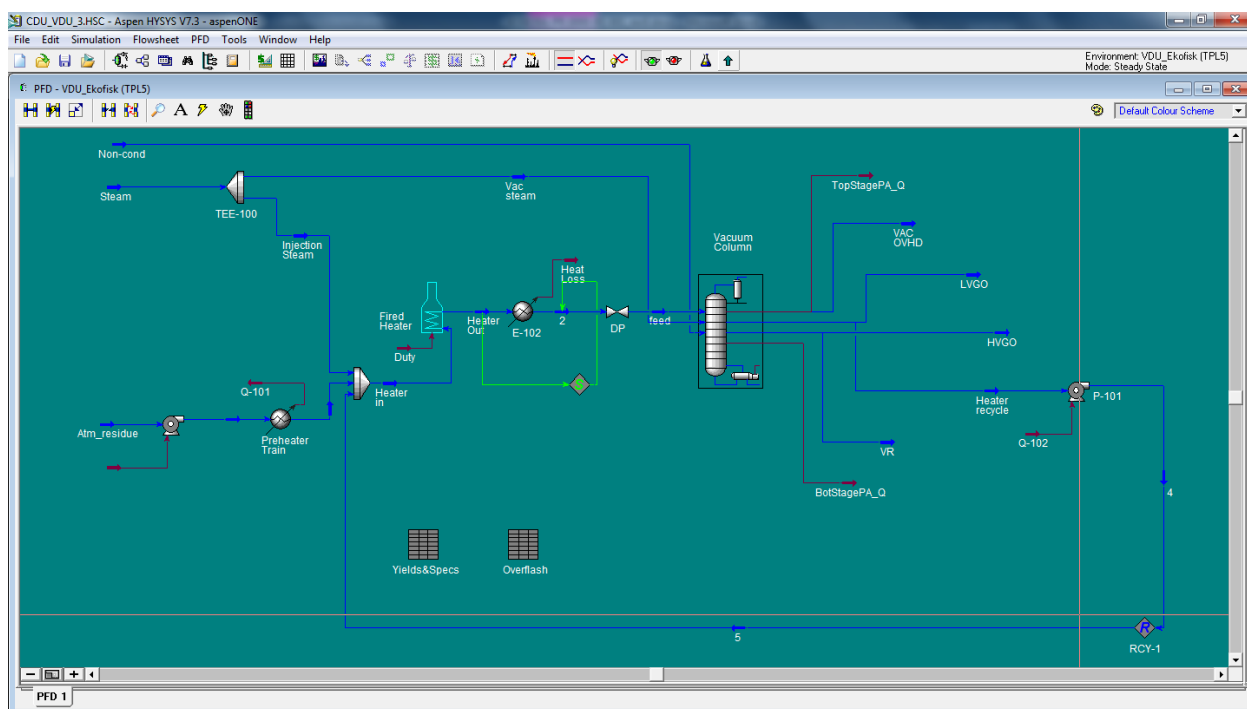 CDU_VDU_3.HSC - Aspen HYSYS V7.3 - aspenONE
File Edit Simulation Flowsheet PFD Tools Window Help
Environment: VDU_Ekofisk (TPL5)
Mode: Steady State
PFD - VDU_Ekofisk (TPL5)
A
Default Colour Scheme
Non-cond
Steam
TEE-100
Vac
steam
TopStagePA_Q
Injection
Steam
Vacuum
Column
VAC
OVHD
Heat
Loss
LVGO
Fired
Heater
Heater
Out
E-102
2
DP
feed
HVGO
Duty
S
Q-101
Heater
in
Heater
recycle
P-101
Atm_residue
Preheater
Train
Q-102
VR
BotStagePA_Q
4
Yields&Specs
Overflash
5
R
RCY-1
PFD 1